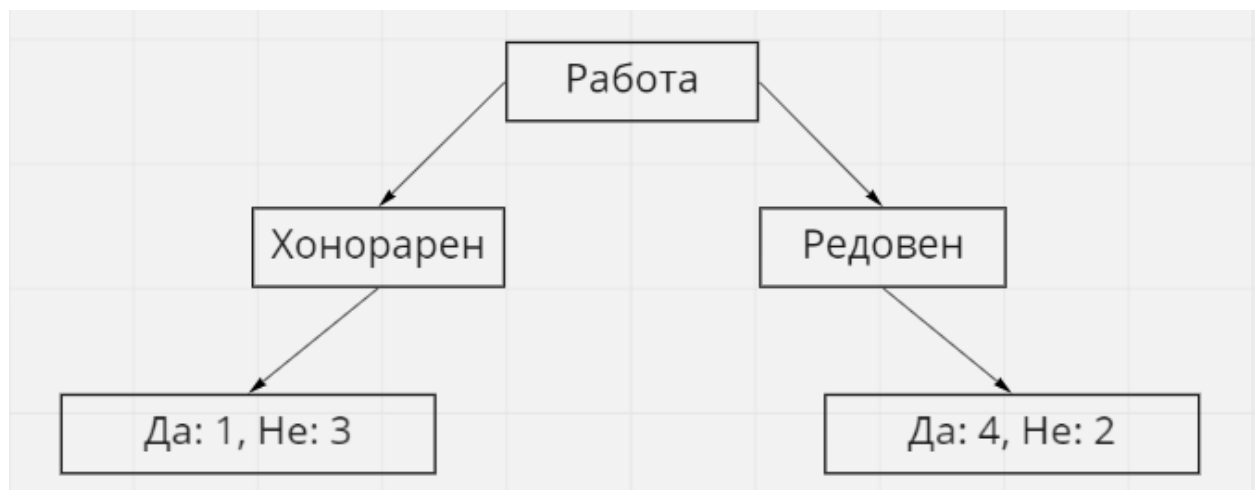 Работа
Хонорарен
Редовен
Да: 1, Не: 3
Да: 4, Не: 2